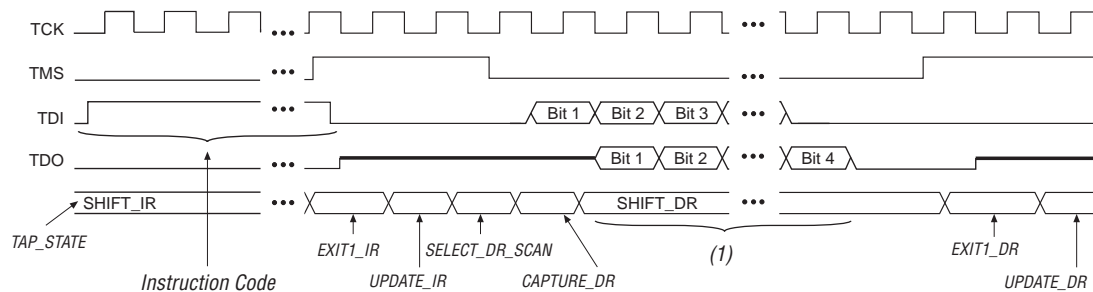 TCK
TMS
TDI Bit 1 Bit 2 Bit 3
TDO Bit 1 Bit 2 Bit 4
SHIFT_IR SHIFT_DR
TAP_STATE EXIT1_IR SELECT_DR_SCAN (1) EXIT1_DR
Instruction Code UPDATE_IR CAPTURE_DR UPDATE_DR